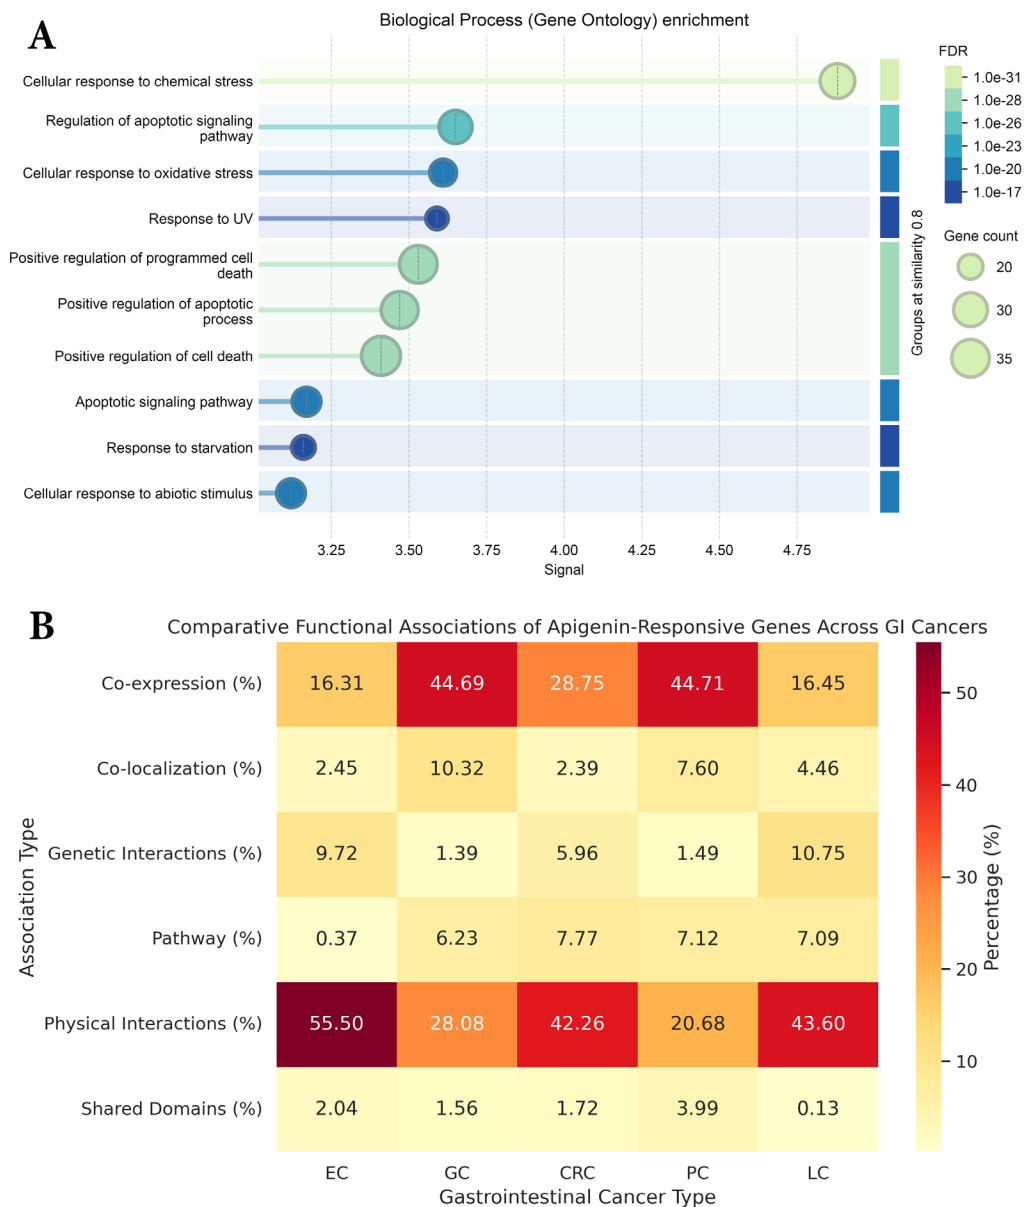 A
Biological Process (Gene Ontology) enrichment
Cellular response to chemical stress
Regulation of apoptotic signaling
pathway
Cellular response to oxidative stress
Response to UV
Positive regulation of programmed cell
death
Positive regulation of apoptotic
process
Positive regulation of cell death
Apoptotic signaling pathway
Response to starvation
Cellular response to abiotic stimulus
3.25 3.50 3.75 4.00 4.25 4.50 4.75
Signal
Groups at similarity 0.8
FDR
1.0e-31
1.0e-28
1.0e-26
1.0e-23
1.0e-20
1.0e-17
Gene count
20
30
35
B
Comparative Functional Associations of Apigenin-Responsive Genes Across GI Cancers
Association Type
Co-expression (%) 16.31 44.69 28.75 44.71 16.45
Co-localization (%) 2.45 10.32 2.39 7.60 4.46
Genetic Interactions (%) 9.72 1.39 5.96 1.49 10.75
Pathway (%) 0.37 6.23 7.77 7.12 7.09
Physical Interactions (%) 55.50 28.08 42.26 20.68 43.60
Shared Domains (%) 2.04 1.56 1.72 3.99 0.13
EC GC CRC PC LC
Gastrointestinal Cancer Type
50
40
30
20
10
Percentage (%)